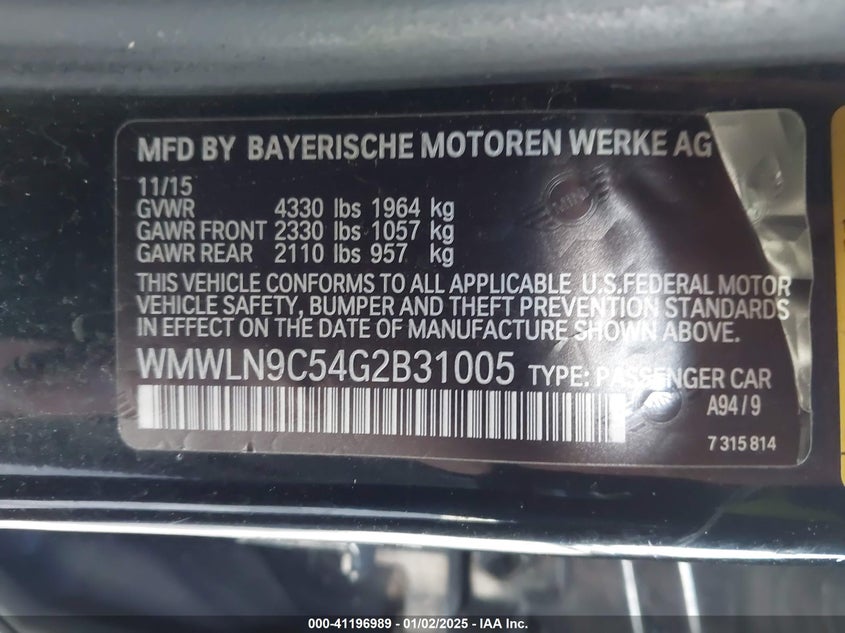 MFD BY BAYERISCHE MOTOREN WERKE AG
11/15
GVWR 4330 lbs 1964 kg
GAWR FRONT 2330 lbs 1057 kg
GAWR REAR 2110 lbs 957 kg
THIS VEHICLE CONFORMS TO ALL APPLICABLE U.S.FEDERAL MOTOR
VEHICLE SAFETY, BUMPER AND THEFT PREVENTION STANDARDS
IN EFFECT ON THE DATE OF MANUFACTURE SHOWN ABOVE.
WMWLN9C54G2B31005 TYPE: PASSENGER CAR
A94/9
7 315 814
MINI
000-41196989 - 01/02/2025 - IAA Inc.